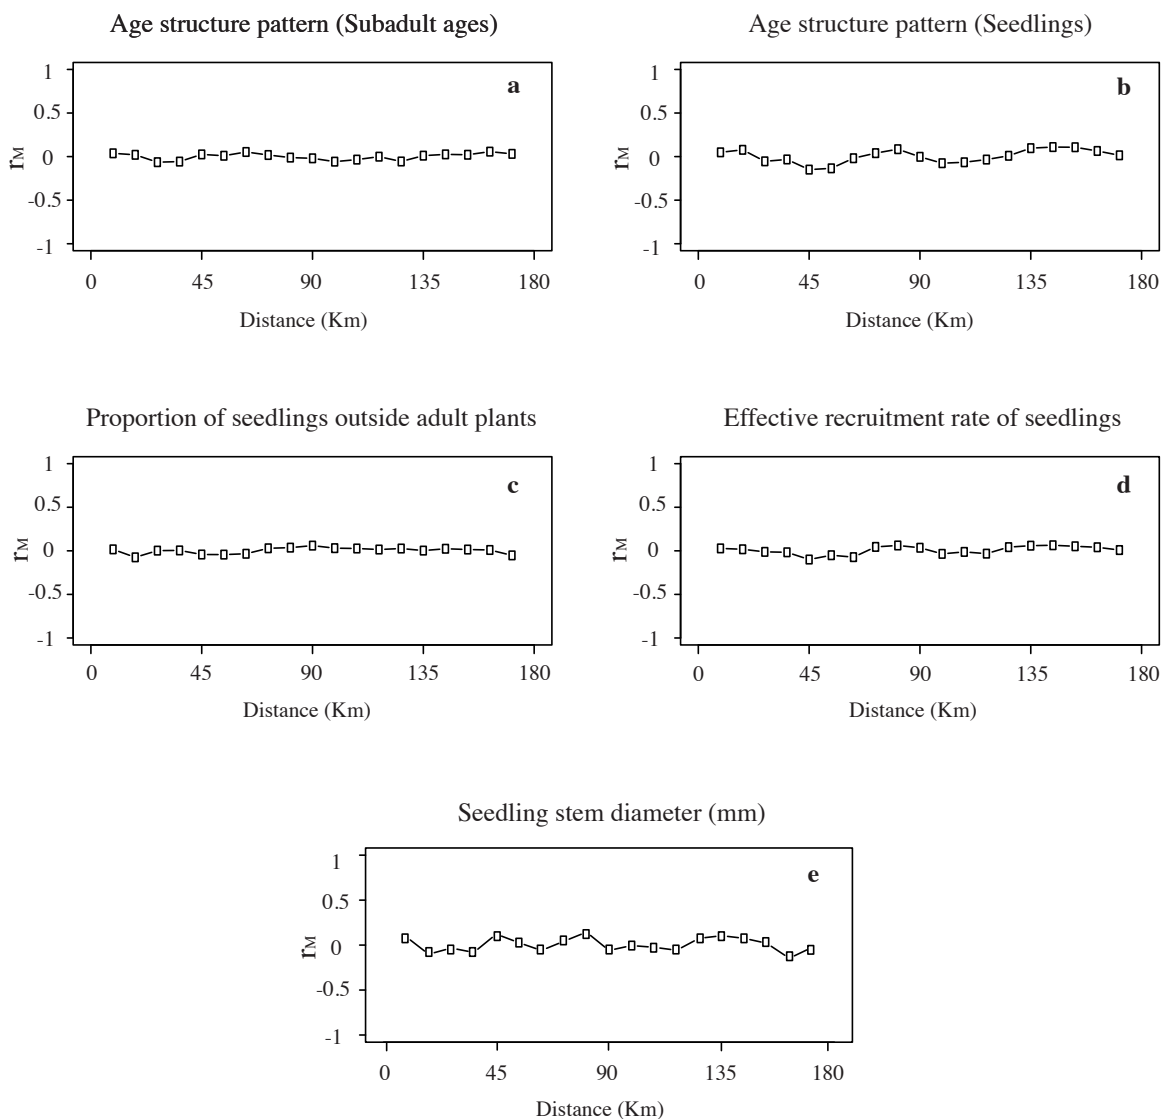 Age structure pattern (Subadult ages)
a
1
0.5
0
-0.5
-1
rM
0 45 90 135 180
Distance (Km)
Age structure pattern (Seedlings)
b
1
0.5
0
-0.5
-1
rM
0 45 90 135 180
Distance (Km)
Proportion of seedlings outside adult plants
c
1
0.5
0
-0.5
-1
rM
0 45 90 135 180
Distance (Km)
Effective recruitment rate of seedlings
d
1
0.5
0
-0.5
-1
rM
0 45 90 135 180
Distance (Km)
Seedling stem diameter (mm)
e
1
0.5
0
-0.5
-1
rM
0 45 90 135 180
Distance (Km)